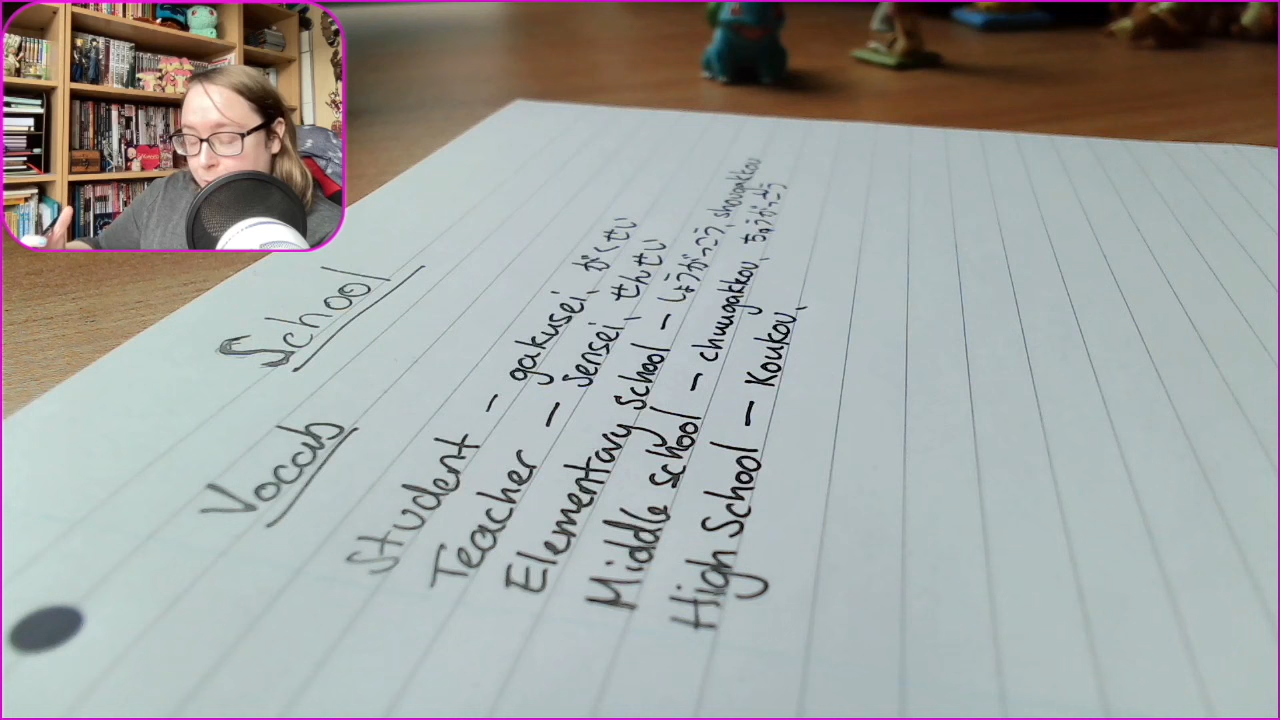 School
Vocab
Student - gakusei、がくせい
Teacher - Sensei、せんせい
Elementary School - しょうがっこう、shougakkou
Middle school - chuugakkou、ちゅうがっこう
High School - Koukou、